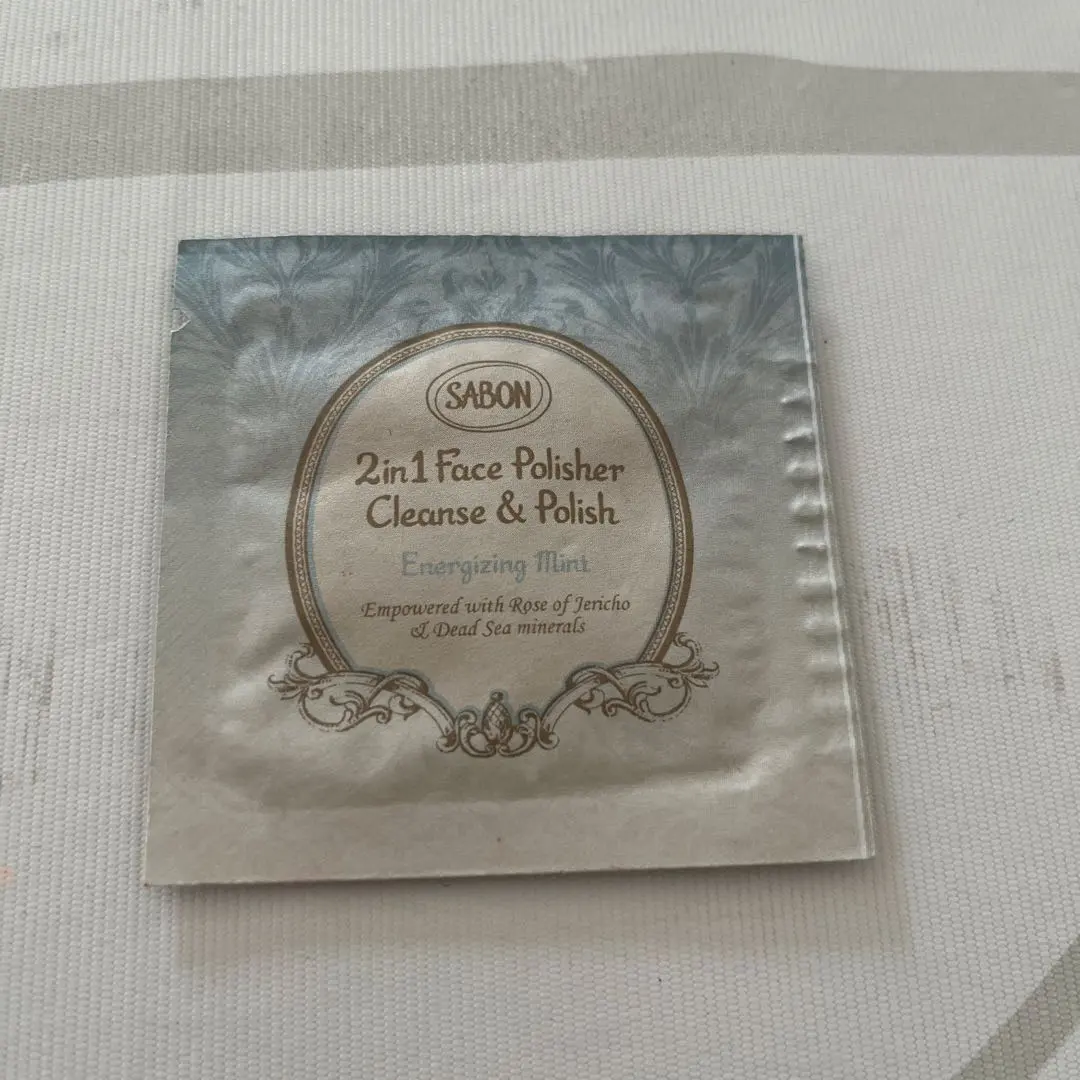 SABON
2in1 Face Polisher
Cleanse & Polish
Energizing Mint
Empowered with Rose of Jericho
& Dead Sea minerals